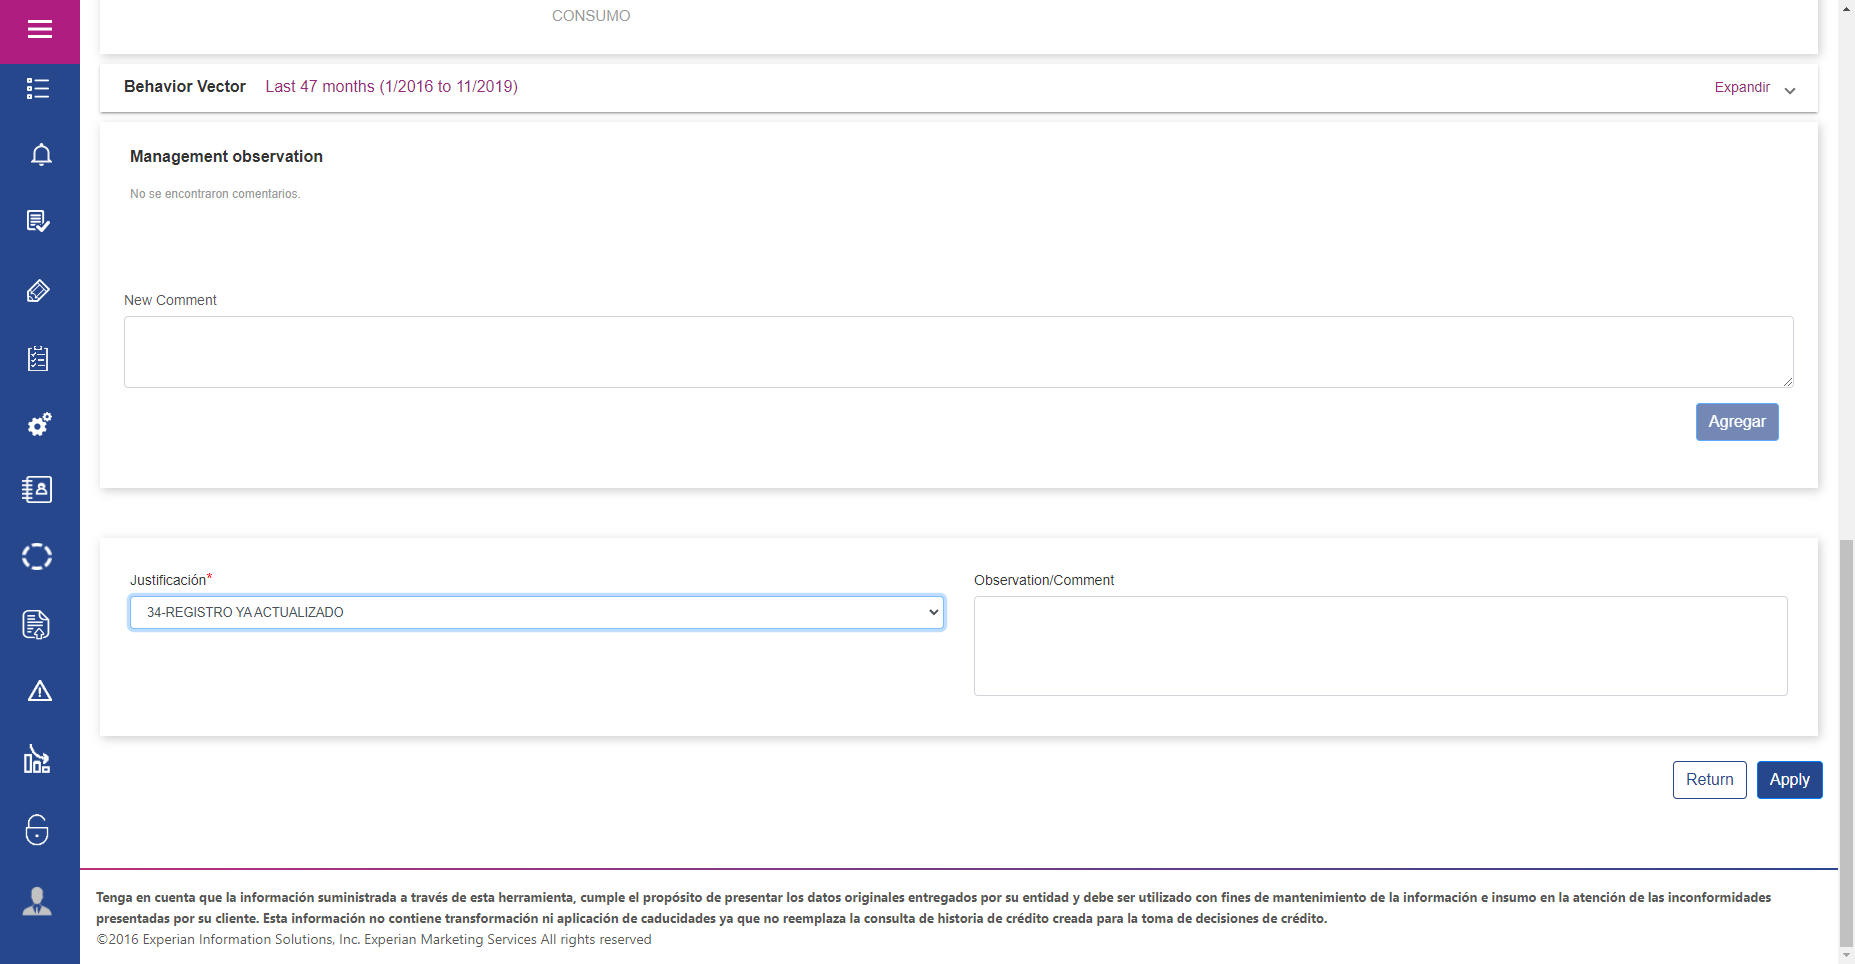 CONSUMO
Behavior Vector Last 47 months (1/2016 to 11/2019) Expandir
Management observation
No se encontraron comentarios.
New Comment
Agregar
Justificación* Observation/Comment
34-REGISTRO YA ACTUALIZADO
Return Apply
Tenga en cuenta que la información suministrada a través de esta herramienta, cumple el propósito de presentar los datos originales entregados por su entidad y debe ser utilizado con fines de mantenimiento de la información e insumo en la atención de las inconformidades
presentadas por su cliente. Esta información no contiene transformación ni aplicación de caducidades ya que no reemplaza la consulta de historia de crédito creada para la toma de decisiones de crédito.
©2016 Experian Information Solutions, Inc. Experian Marketing Services All rights reserved